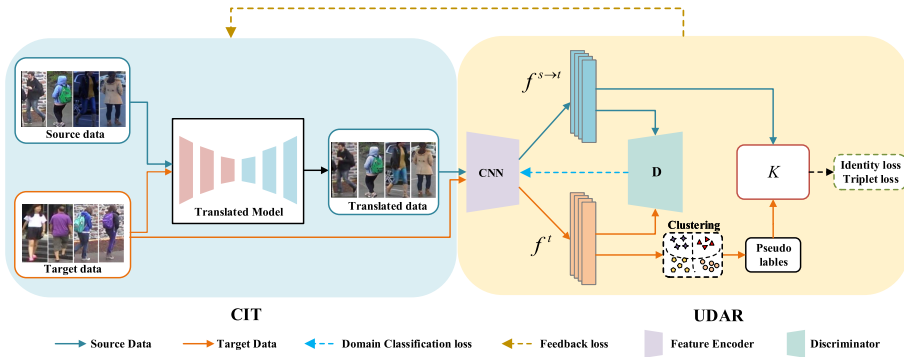 Source data
Target data
Translated Model
Translated data
CNN
f^{s→t}
f^{t}
D
Clustering
Pseudo
lables
K
Identity loss
Triplet loss
CIT
UDAR
Source Data
Target Data
Domain Classification loss
Feedback loss
Feature Encoder
Discriminator